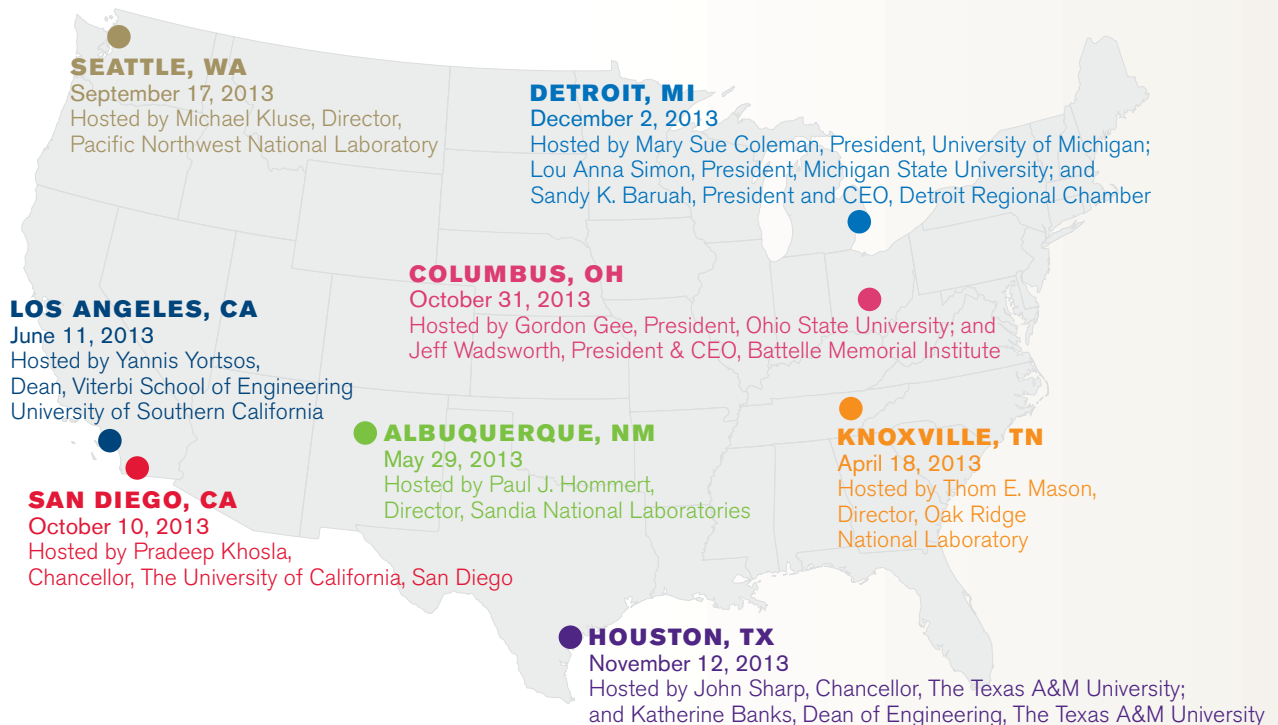 SEATTLE, WA
September 17, 2013
Hosted by Michael Kluse, Director,
Pacific Northwest National Laboratory
DETROIT, MI
December 2, 2013
Hosted by Mary Sue Coleman, President, University of Michigan;
Lou Anna Simon, President, Michigan State University; and
Sandy K. Baruah, President and CEO, Detroit Regional Chamber
COLUMBUS, OH
October 31, 2013
Hosted by Gordon Gee, President, Ohio State University; and
Jeff Wadsworth, President & CEO, Battelle Memorial Institute
LOS ANGELES, CA
June 11, 2013
Hosted by Yannis Yortsos,
Dean, Viterbi School of Engineering
University of Southern California
ALBUQUERQUE, NM
May 29, 2013
Hosted by Paul J. Hommert,
Director, Sandia National Laboratories
KNOXVILLE, TN
April 18, 2013
Hosted by Thom E. Mason,
Director, Oak Ridge
National Laboratory
SAN DIEGO, CA
October 10, 2013
Hosted by Pradeep Khosla,
Chancellor, The University of California, San Diego
HOUSTON, TX
November 12, 2013
Hosted by John Sharp, Chancellor, The Texas A&M University;
and Katherine Banks, Dean of Engineering, The Texas A&M University